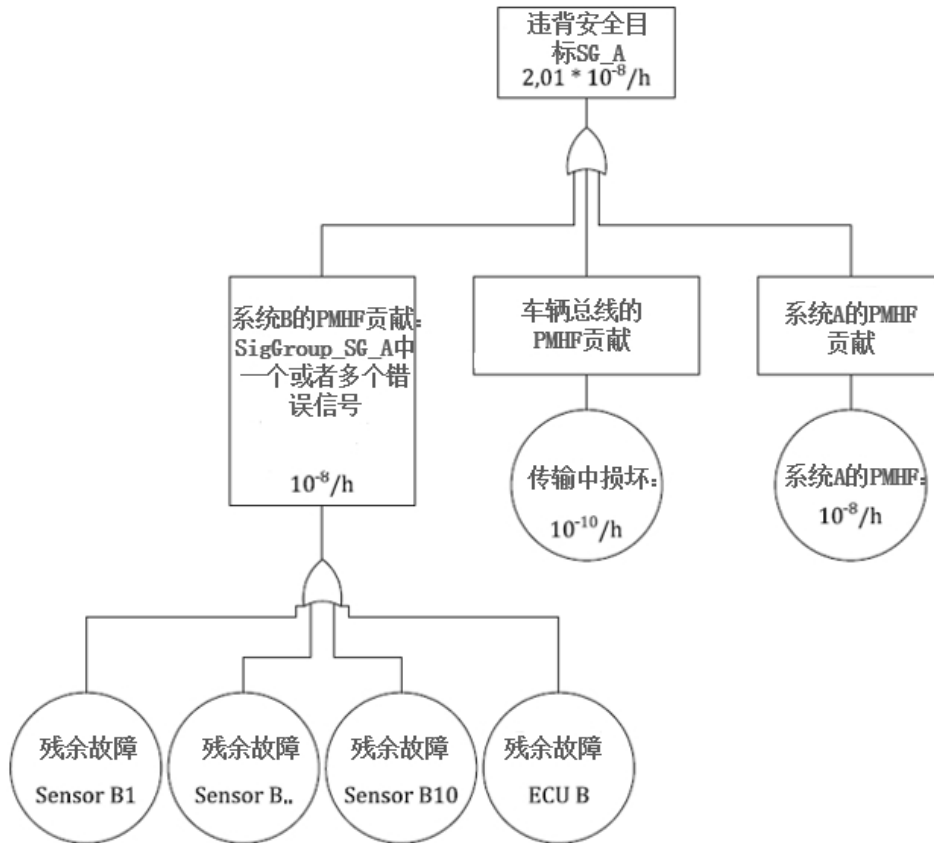 违背安全目
标SG_A
2,01 * 10⁻⁸/h
系统B的PMHF贡献：
SigGroup_SG_A中
一个或者多个错
误信号
10⁻⁸/h
车辆总线的
PMHF贡献
系统A的PMHF
贡献
传输中损坏：
10⁻¹⁰/h
系统A的PMHF：
10⁻⁸/h
残余故障
Sensor B1
残余故障
Sensor B..
残余故障
Sensor B10
残余故障
ECU B